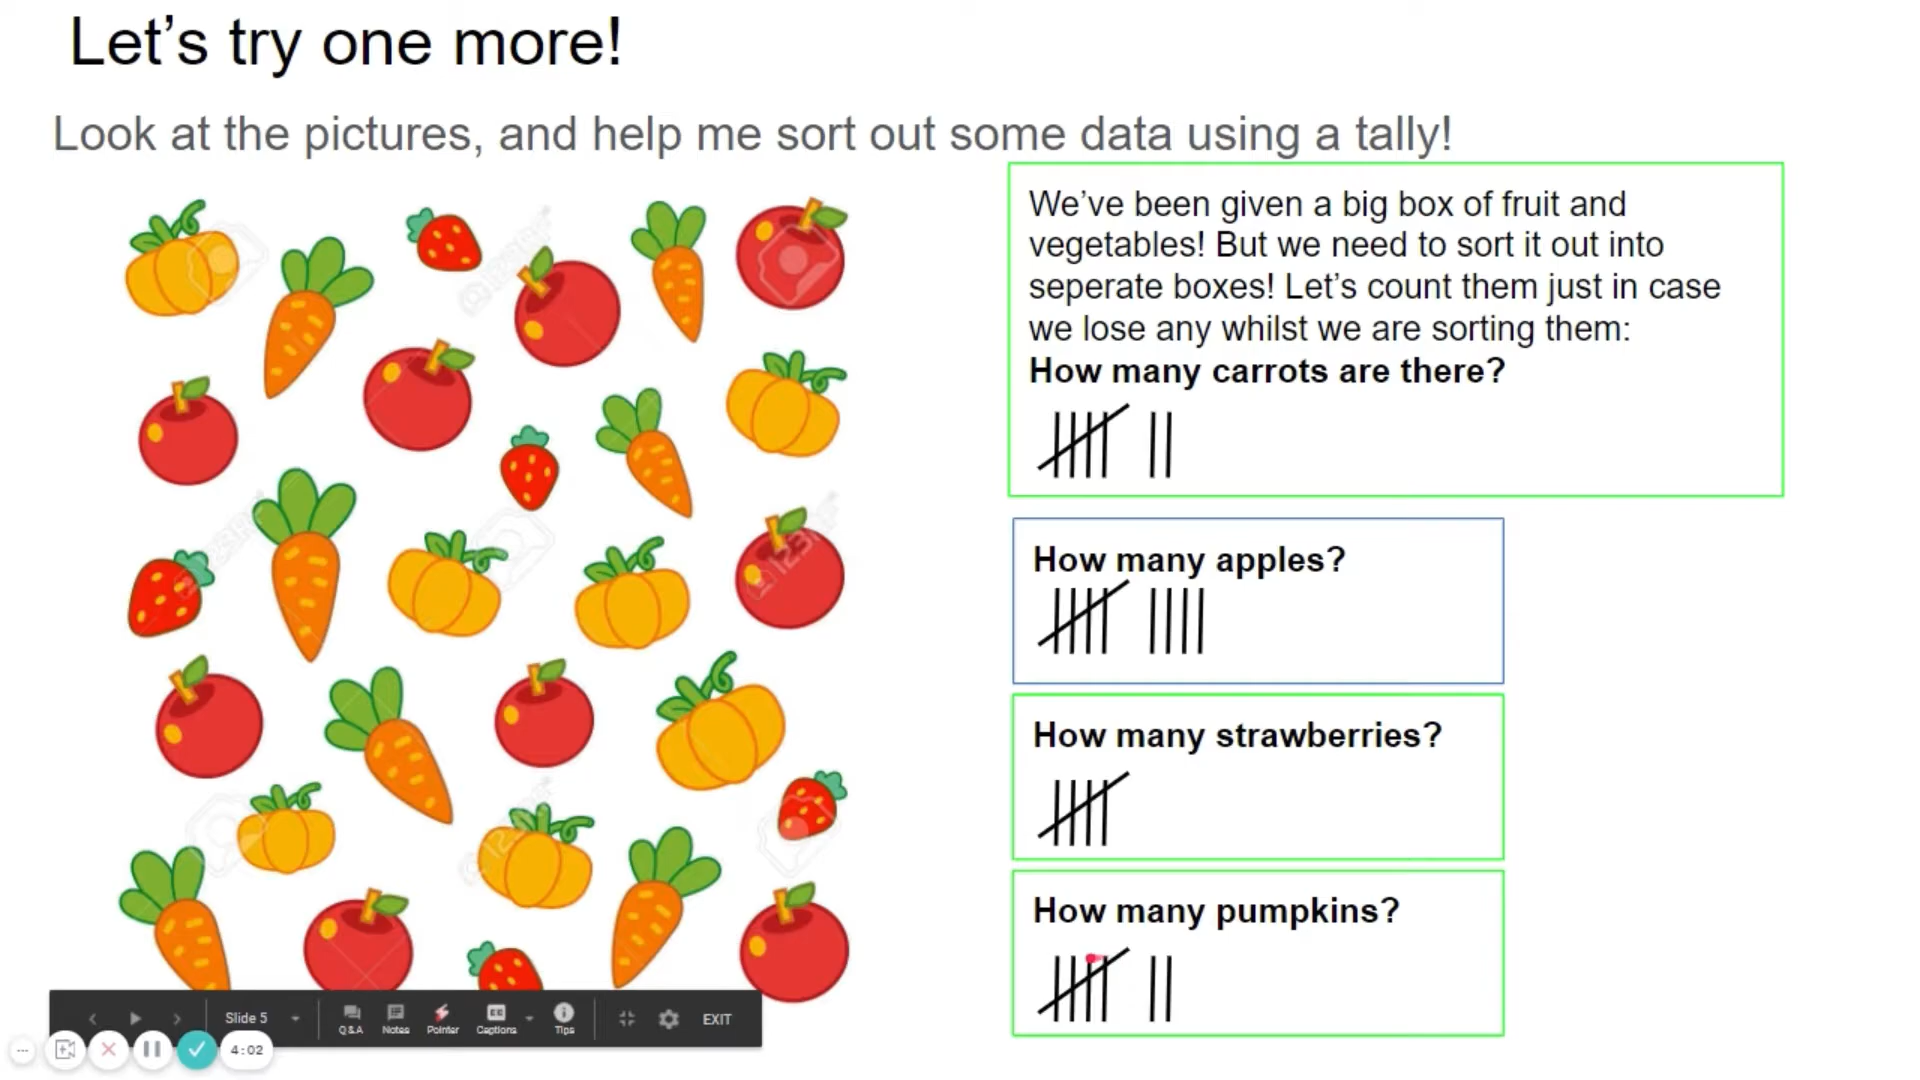 Let's try one more!
Look at the pictures, and help me sort out some data using a tally!
We've been given a big box of fruit and
vegetables! But we need to sort it out into
seperate boxes! Let's count them just in case
we lose any whilst we are sorting them:
How many carrots are there?
How many apples?
How many strawberries?
How many pumpkins?
Slide 5
Q&A
Notes
Pointer
CC
Captions
Tips
EXIT
4:02